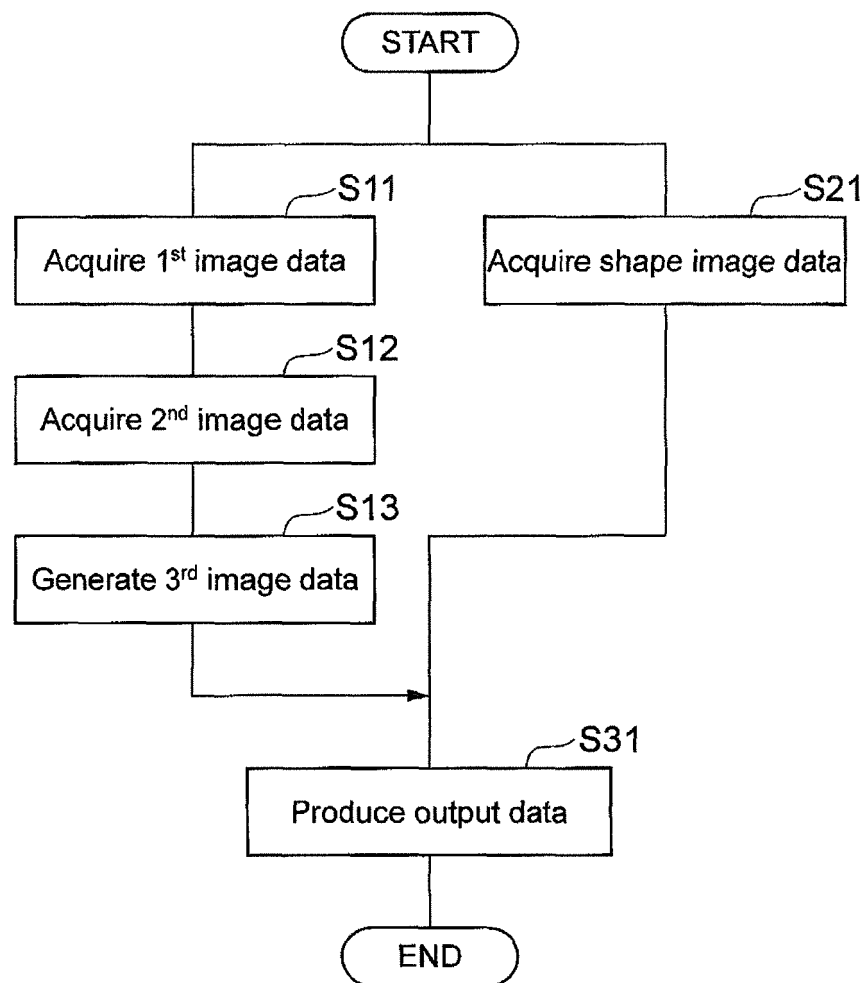 START
S11
S21
Acquire 1st image data
Acquire shape image data
S12
Acquire 2nd image data
S13
Generate 3rd image data
S31
Produce output data
END